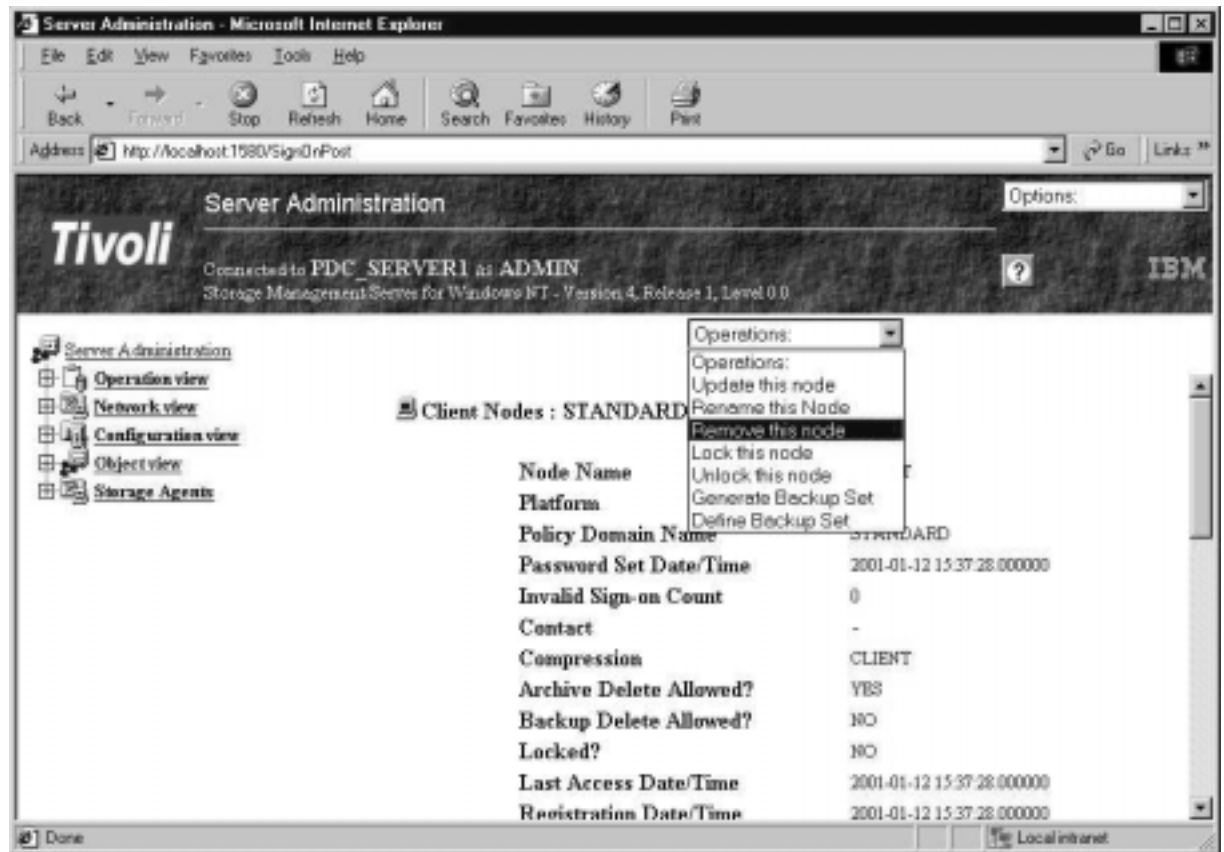 Server Administration - Microsoft Internet Explorer
File Edit View Favorites Tools Help
Back Forward Stop Refresh Home Search Favorites History Print
Address http://localhost:1580/SignOnPost Go Links »
Server Administration
Options:
Tivoli
Connected to PDC_SERVER1 as ADMIN
? IBM
Storage Management Server for Windows NT - Version 4, Release 1, Level 0.0
Operations:
Server Administration
Operation view
Network view
Configuration view
Object view
Storage Agents
Operations:
Update this node
Rename this Node
Remove this node
Lock this node
Unlock this node
Generate Backup Set
Define Backup Set
Client Nodes : STANDARD
Node Name
Platform
Policy Domain Name STANDARD
Password Set Date/Time 2001-01-12 15:37:28.000000
Invalid Sign-on Count 0
Contact -
Compression CLIENT
Archive Delete Allowed? YES
Backup Delete Allowed? NO
Locked? NO
Last Access Date/Time 2001-01-12 15:37:28.000000
Registration Date/Time 2001-01-12 15:37:28.000000
Done Local intranet